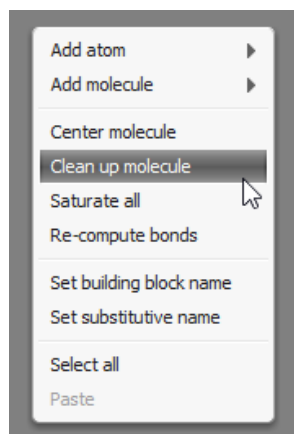 Add atom
Add molecule
Center molecule
Clean up molecule
Saturate all
Re-compute bonds
Set building block name
Set substitutive name
Select all
Paste